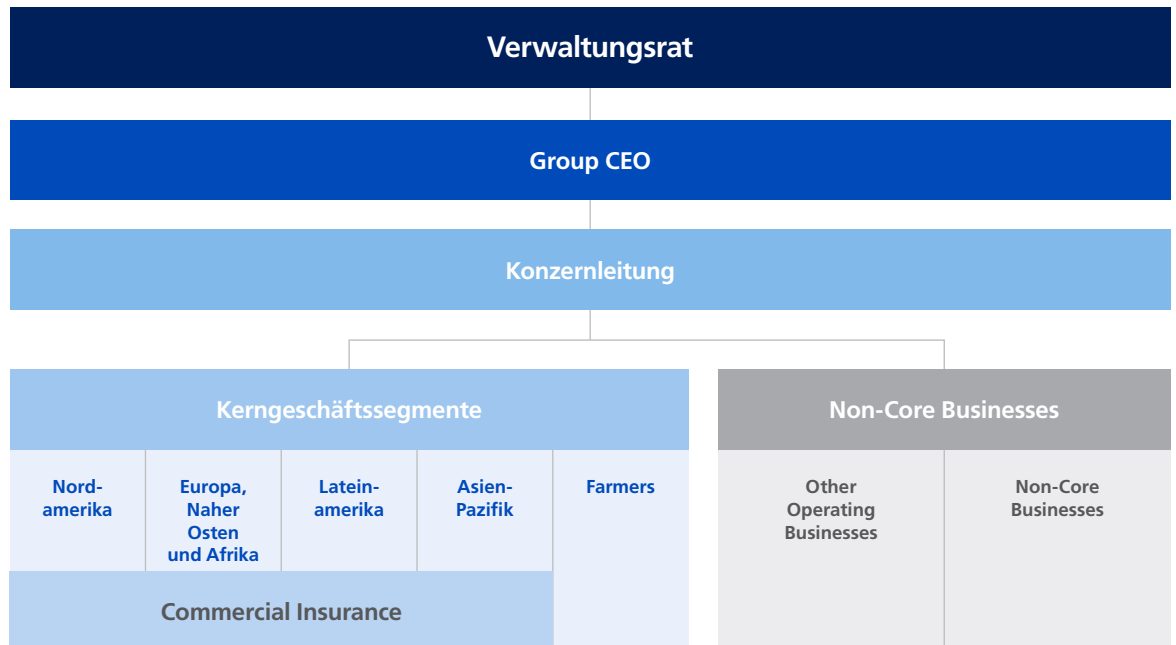 Verwaltungsrat
Group CEO
Konzernleitung
Kerngeschäftssegmente
Nord-
amerika
Europa,
Naher
Osten
und Afrika
Latein-
amerika
Asien-
Pazifik
Farmers
Commercial Insurance
Non-Core Businesses
Other
Operating
Businesses
Non-Core
Businesses